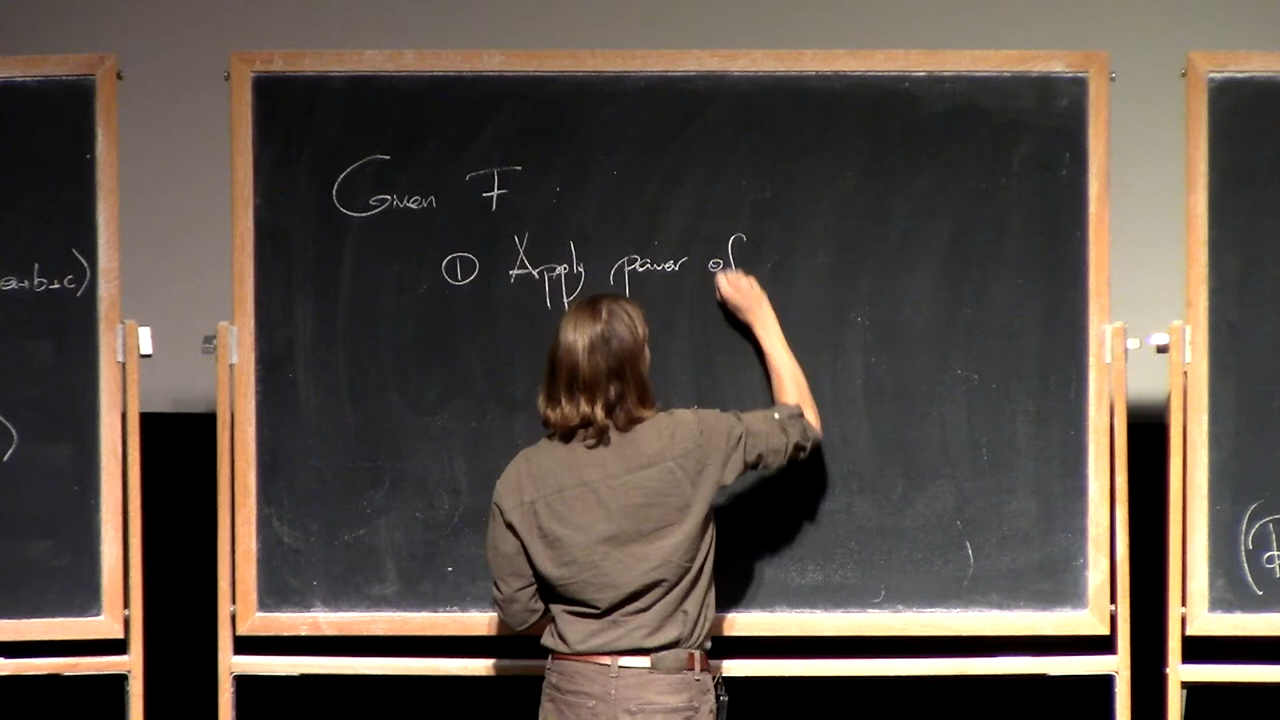 a+b+c)
)
Given F
① Apply power of
(